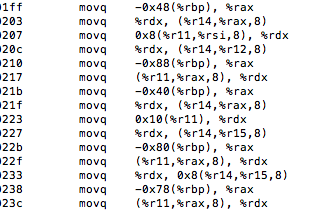 01ff movq -0x48(%rbp), %rax
0203 movq %rdx, (%r14,%rax,8)
0207 movq 0x8(%r11,%rsi,8), %rdx
020c movq %rdx, (%r14,%r12,8)
0210 movq -0x88(%rbp), %rax
0217 movq (%r11,%rax,8), %rdx
021b movq -0x40(%rbp), %rax
021f movq %rdx, (%r14,%rax,8)
0223 movq 0x10(%r11), %rdx
0227 movq %rdx, (%r14,%r15,8)
022b movq -0x80(%rbp), %rax
022f movq (%r11,%rax,8), %rdx
0233 movq %rdx, 0x8(%r14,%r15,8)
0238 movq -0x78(%rbp), %rax
023c movq (%r11,%rax,8), %rdx